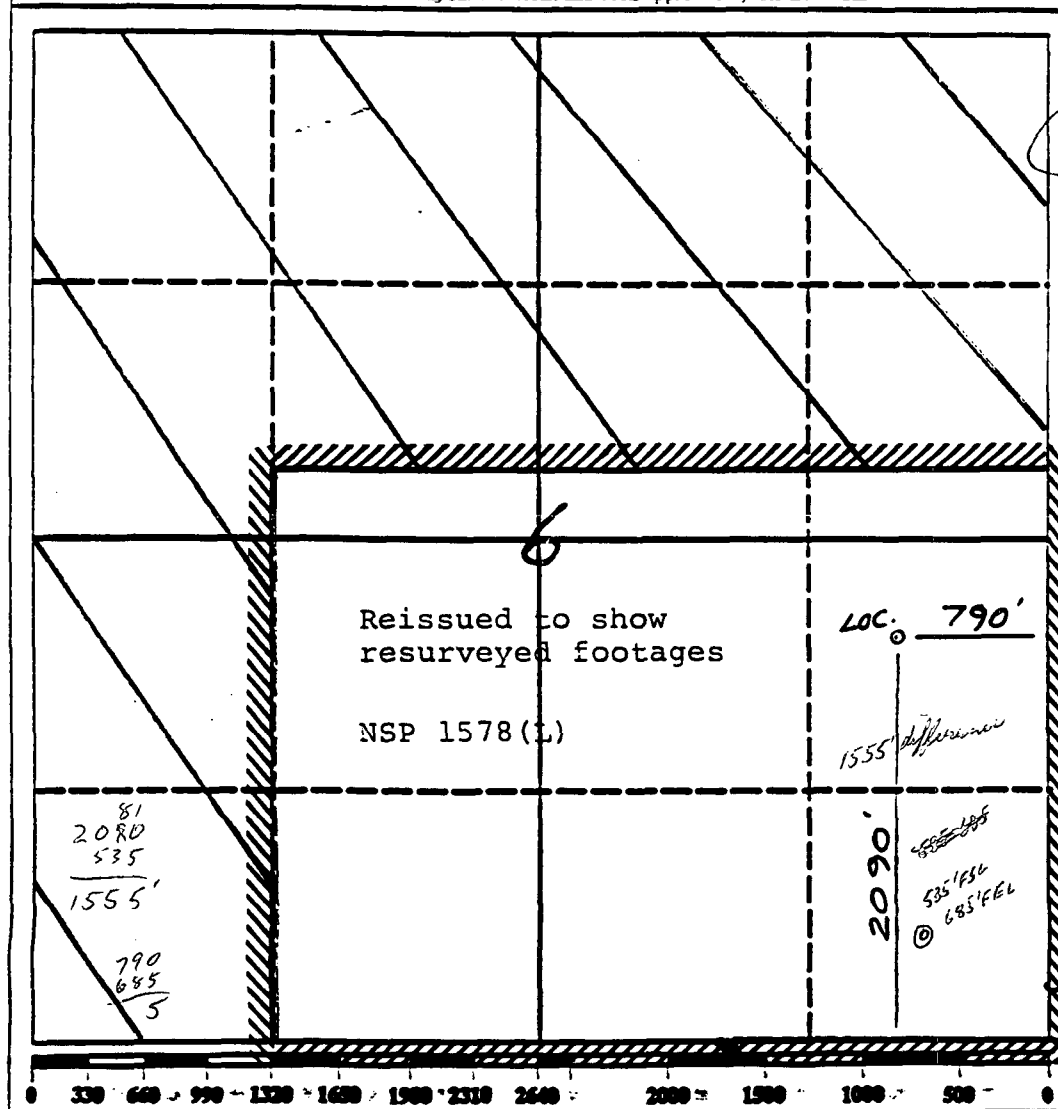 6
Reissued to show
resurveyed footages
NSP 1578(L)
LOC. 790'
1555' difference
2090'
535'FSL
685'FEL
81
2080
535
1555'
790
685
5
0 330 660 990 1320 1650 1980 2310 2640 2000 1500 1000 500 0